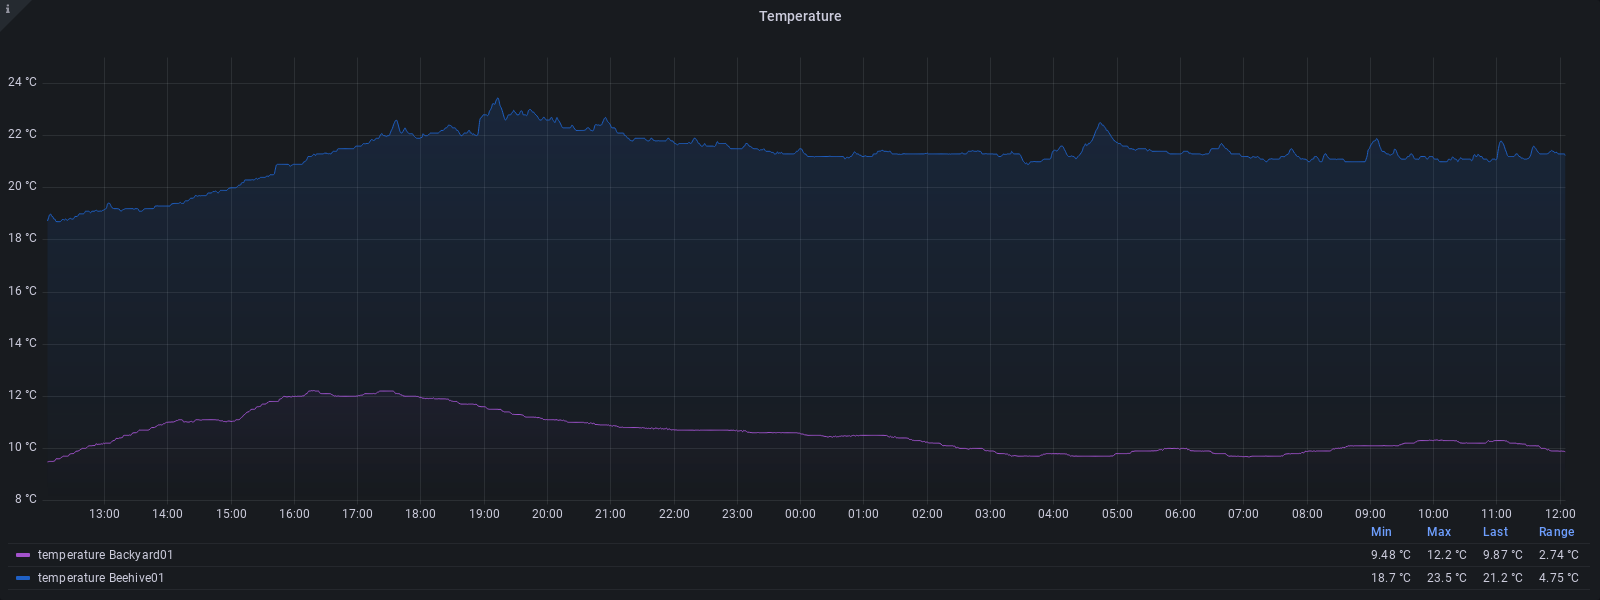 i
Temperature
24 °C
22 °C
20 °C
18 °C
16 °C
14 °C
12 °C
10 °C
8 °C
13:00 14:00 15:00 16:00 17:00 18:00 19:00 20:00 21:00 22:00 23:00 00:00 01:00 02:00 03:00 04:00 05:00 06:00 07:00 08:00 09:00 10:00 11:00 12:00
Min Max Last Range
temperature Backyard01 9.48 °C 12.2 °C 9.87 °C 2.74 °C
temperature Beehive01 18.7 °C 23.5 °C 21.2 °C 4.75 °C